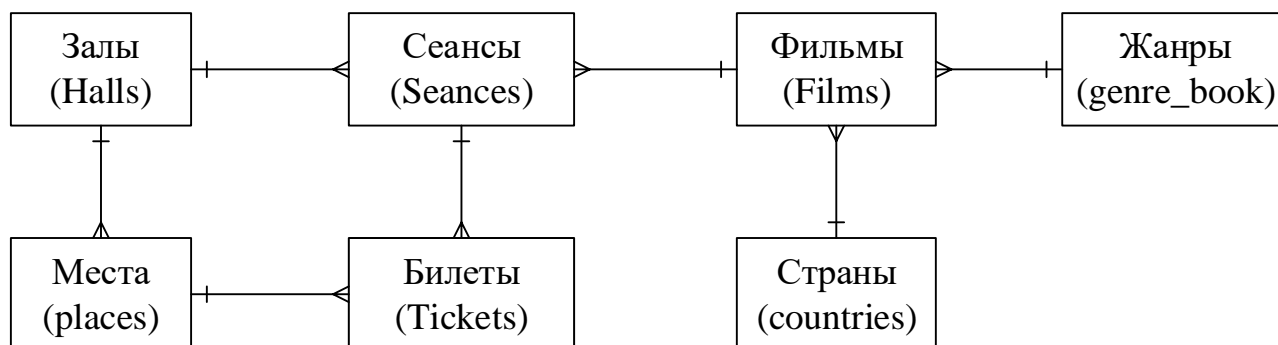 Залы
(Halls)
Сеансы
(Seances)
Фильмы
(Films)
Жанры
(genre_book)
Места
(places)
Билеты
(Tickets)
Страны
(countries)